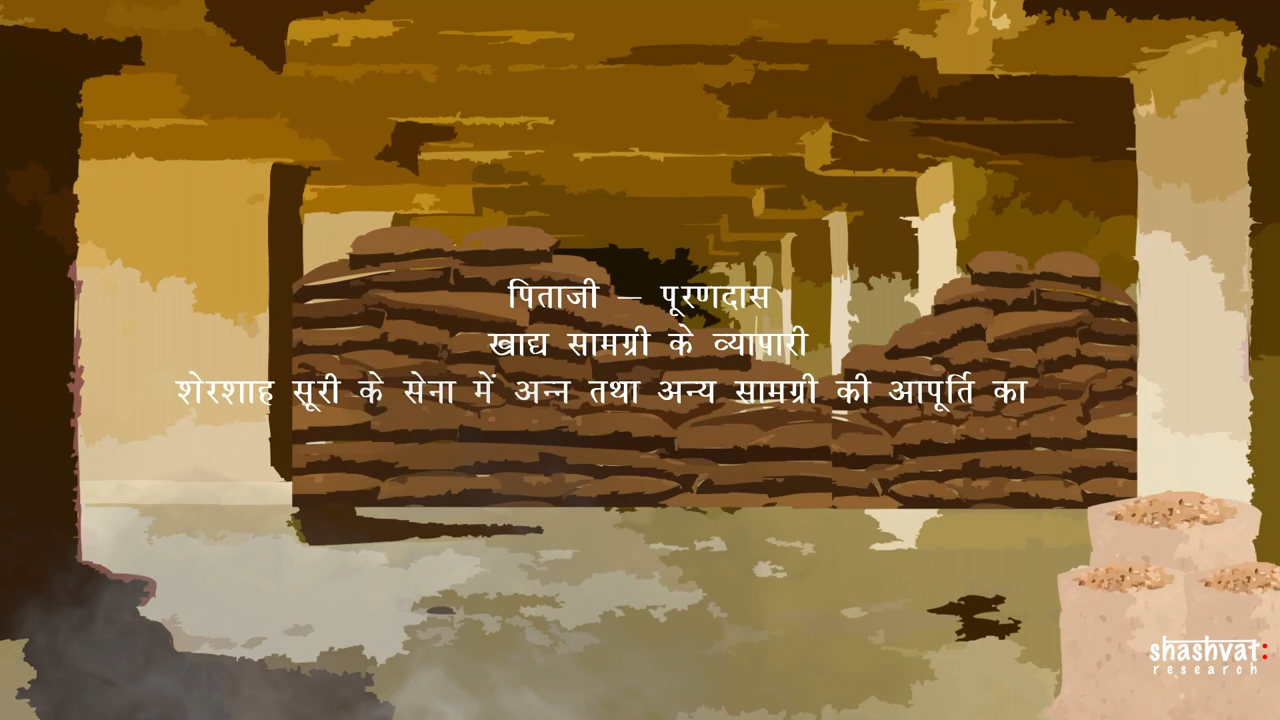 पिताजी – पूरणदास
खाद्य सामग्री के व्यापारी
शेरशाह सूरी के सेना में अन्न तथा अन्य सामग्री की आपूर्ति का
shashvat:
research